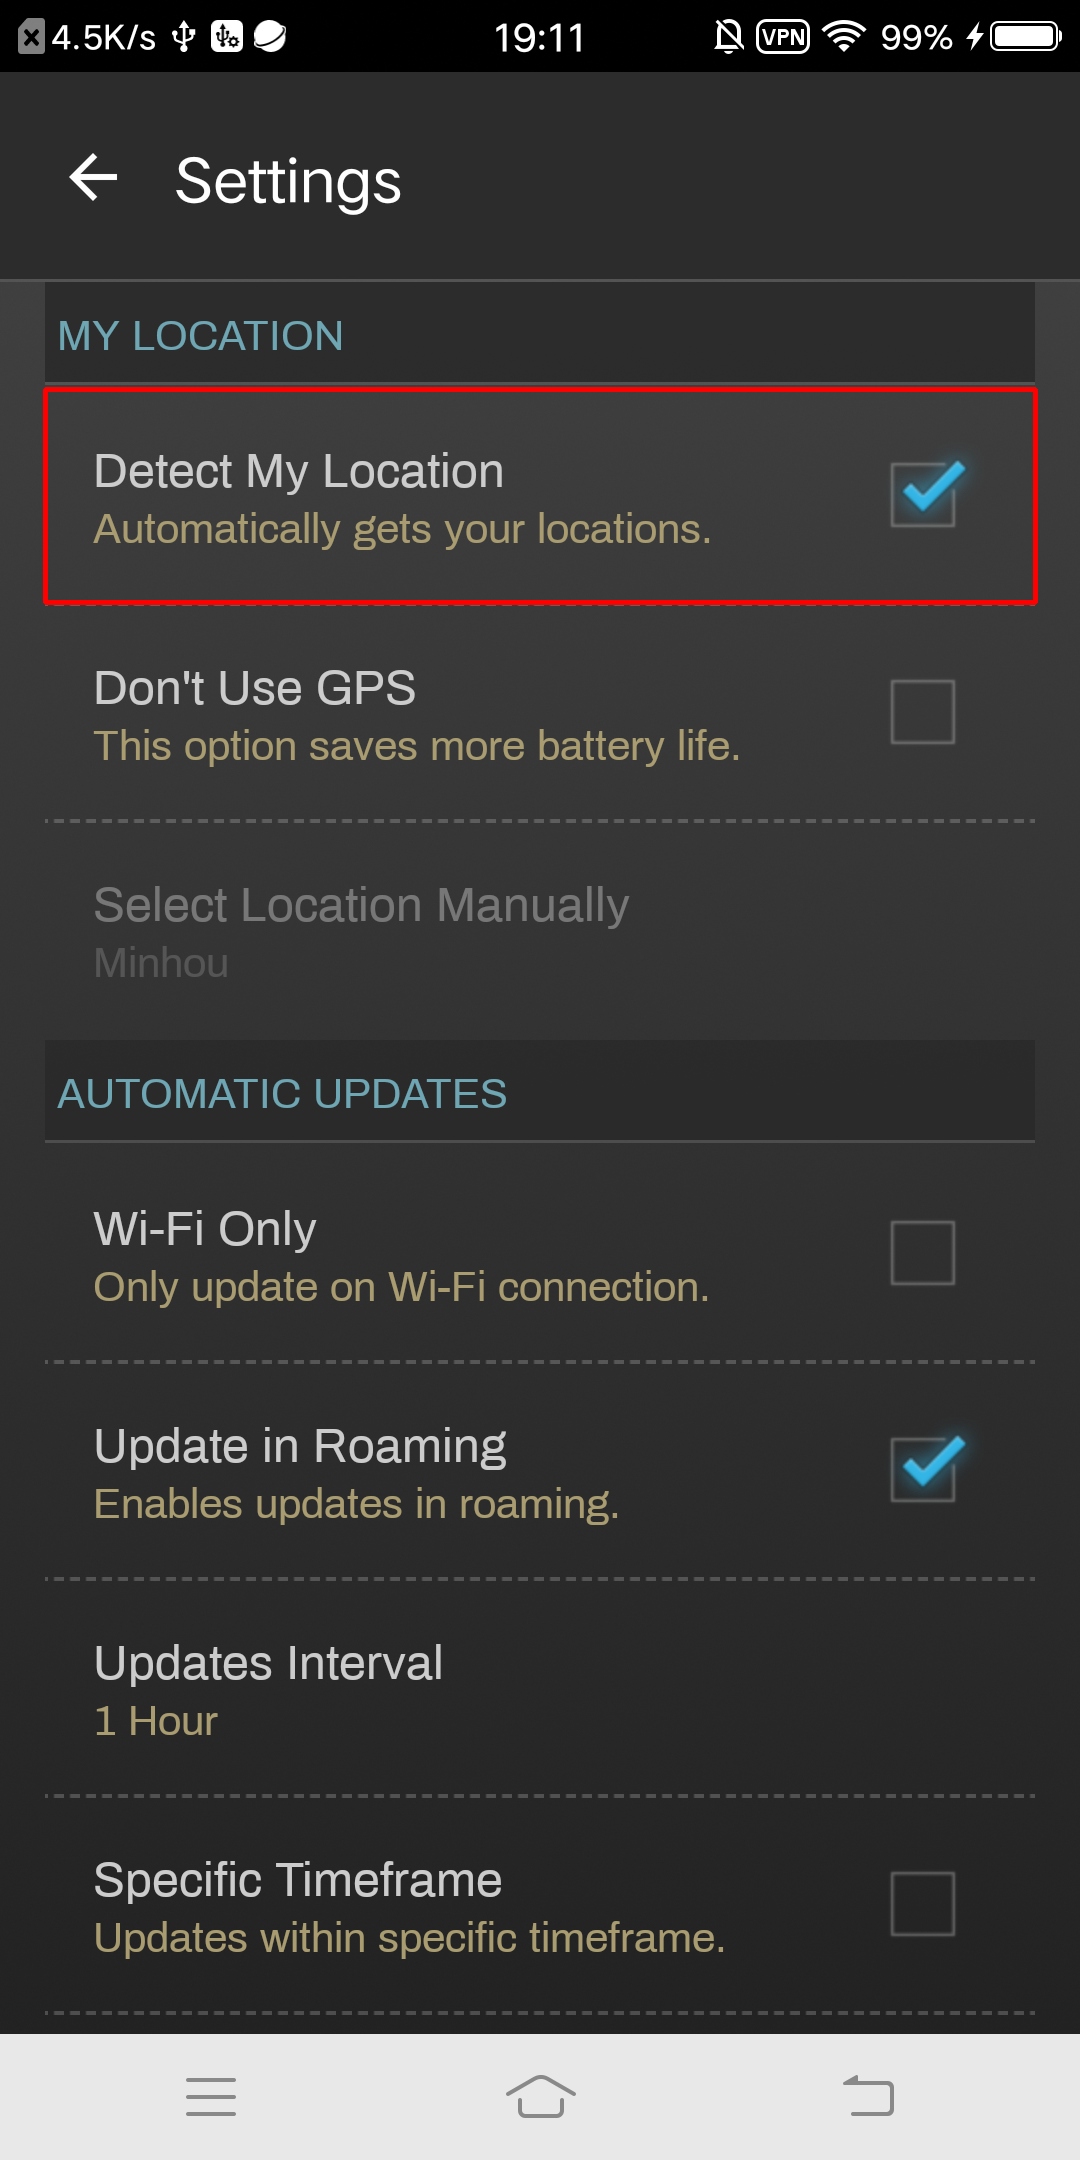 4.5K/s
19:11
VPN
99%
Settings
MY LOCATION
Detect My Location
Automatically gets your locations.
Don't Use GPS
This option saves more battery life.
Select Location Manually
Minhou
AUTOMATIC UPDATES
Wi-Fi Only
Only update on Wi-Fi connection.
Update in Roaming
Enables updates in roaming.
Updates Interval
1 Hour
Specific Timeframe
Updates within specific timeframe.